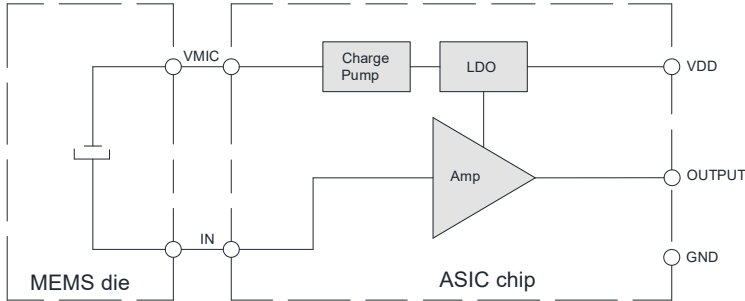 VMIC
Charge
Pump
LDO
VDD
Amp
OUTPUT
IN
GND
MEMS die
ASIC chip